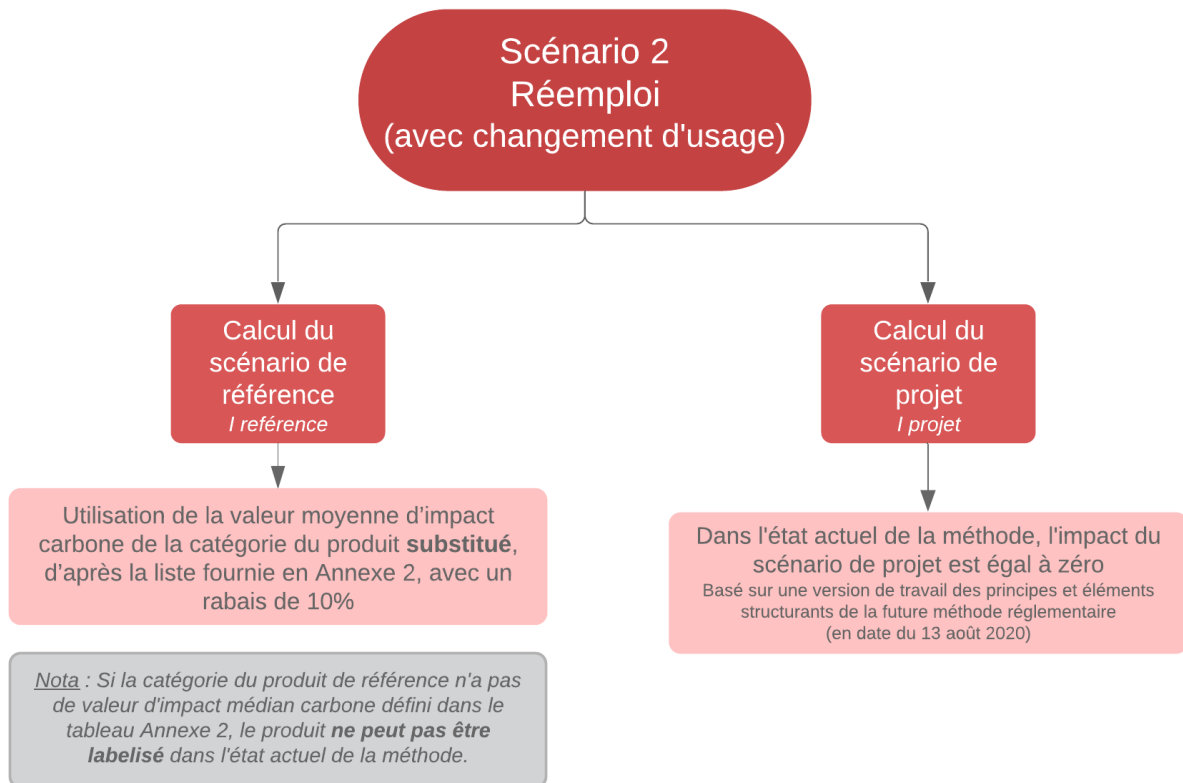 Scénario 2
Réemploi
(avec changement d'usage)
Calcul du
scénario de
référence
I reférence
Calcul du
scénario de
projet
I projet
Utilisation de la valeur moyenne d’impact
carbone de la catégorie du produit substitué,
d’après la liste fournie en Annexe 2, avec un
rabais de 10%
Dans l'état actuel de la méthode, l'impact du
scénario de projet est égal à zéro
Basé sur une version de travail des principes et éléments
structurants de la future méthode réglementaire
(en date du 13 août 2020)
Nota : Si la catégorie du produit de référence n'a pas
de valeur d'impact médian carbone défini dans le
tableau Annexe 2, le produit ne peut pas être
labelisé dans l'état actuel de la méthode.